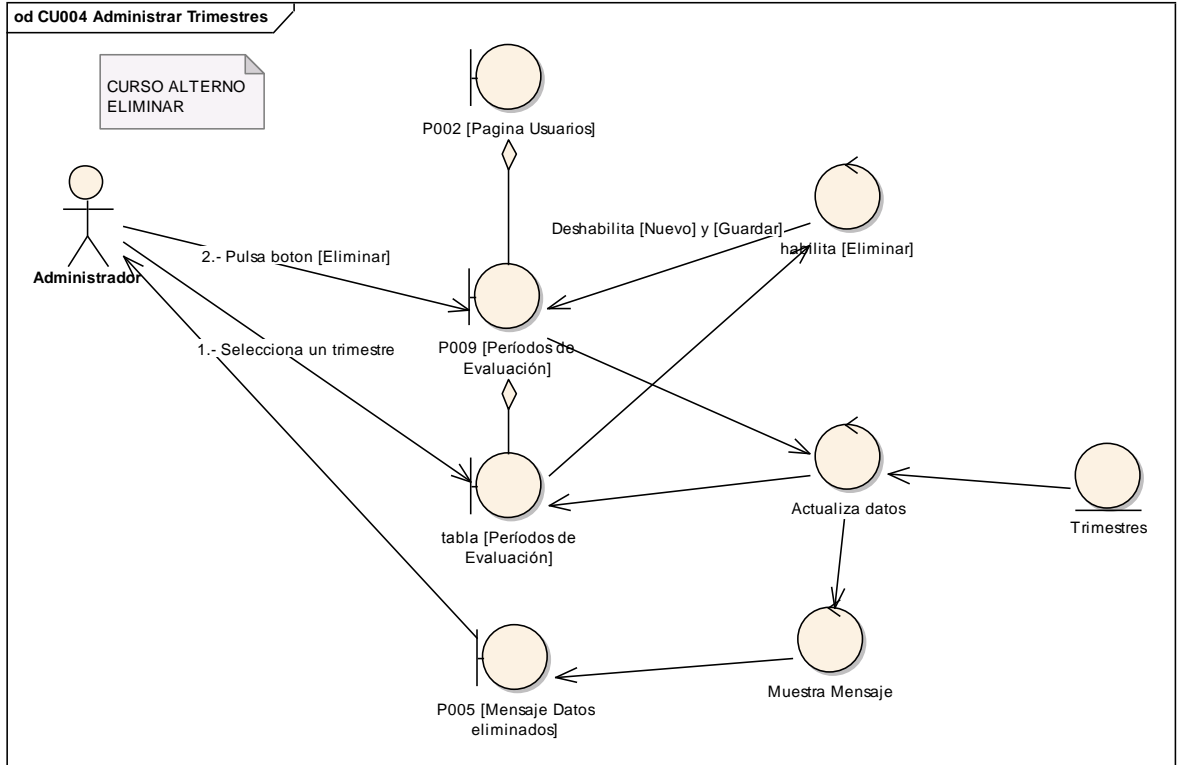 od CU004 Administrar Trimestres
CURSO ALTERNO
ELIMINAR
P002 [Pagina Usuarios]
Deshabilita [Nuevo] y [Guardar]
habilita [Eliminar]
2.- Pulsa boton [Eliminar]
Administrador
1.- Selecciona un trimestre
P009 [Períodos de
Evaluación]
tabla [Períodos de
Evaluación]
Actualiza datos
Trimestres
Muestra Mensaje
P005 [Mensaje Datos
eliminados]